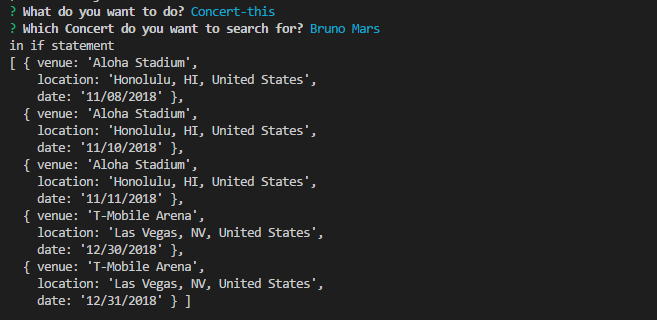 ? What do you want to do? Concert-this
? Which Concert do you want to search for? Bruno Mars
in if statement
[ { venue: 'Aloha Stadium',
location: 'Honolulu, HI, United States',
date: '11/08/2018' },
{ venue: 'Aloha Stadium',
location: 'Honolulu, HI, United States',
date: '11/10/2018' },
{ venue: 'Aloha Stadium',
location: 'Honolulu, HI, United States',
date: '11/11/2018' },
{ venue: 'T-Mobile Arena',
location: 'Las Vegas, NV, United States',
date: '12/30/2018' },
{ venue: 'T-Mobile Arena',
location: 'Las Vegas, NV, United States',
date: '12/31/2018' } ]